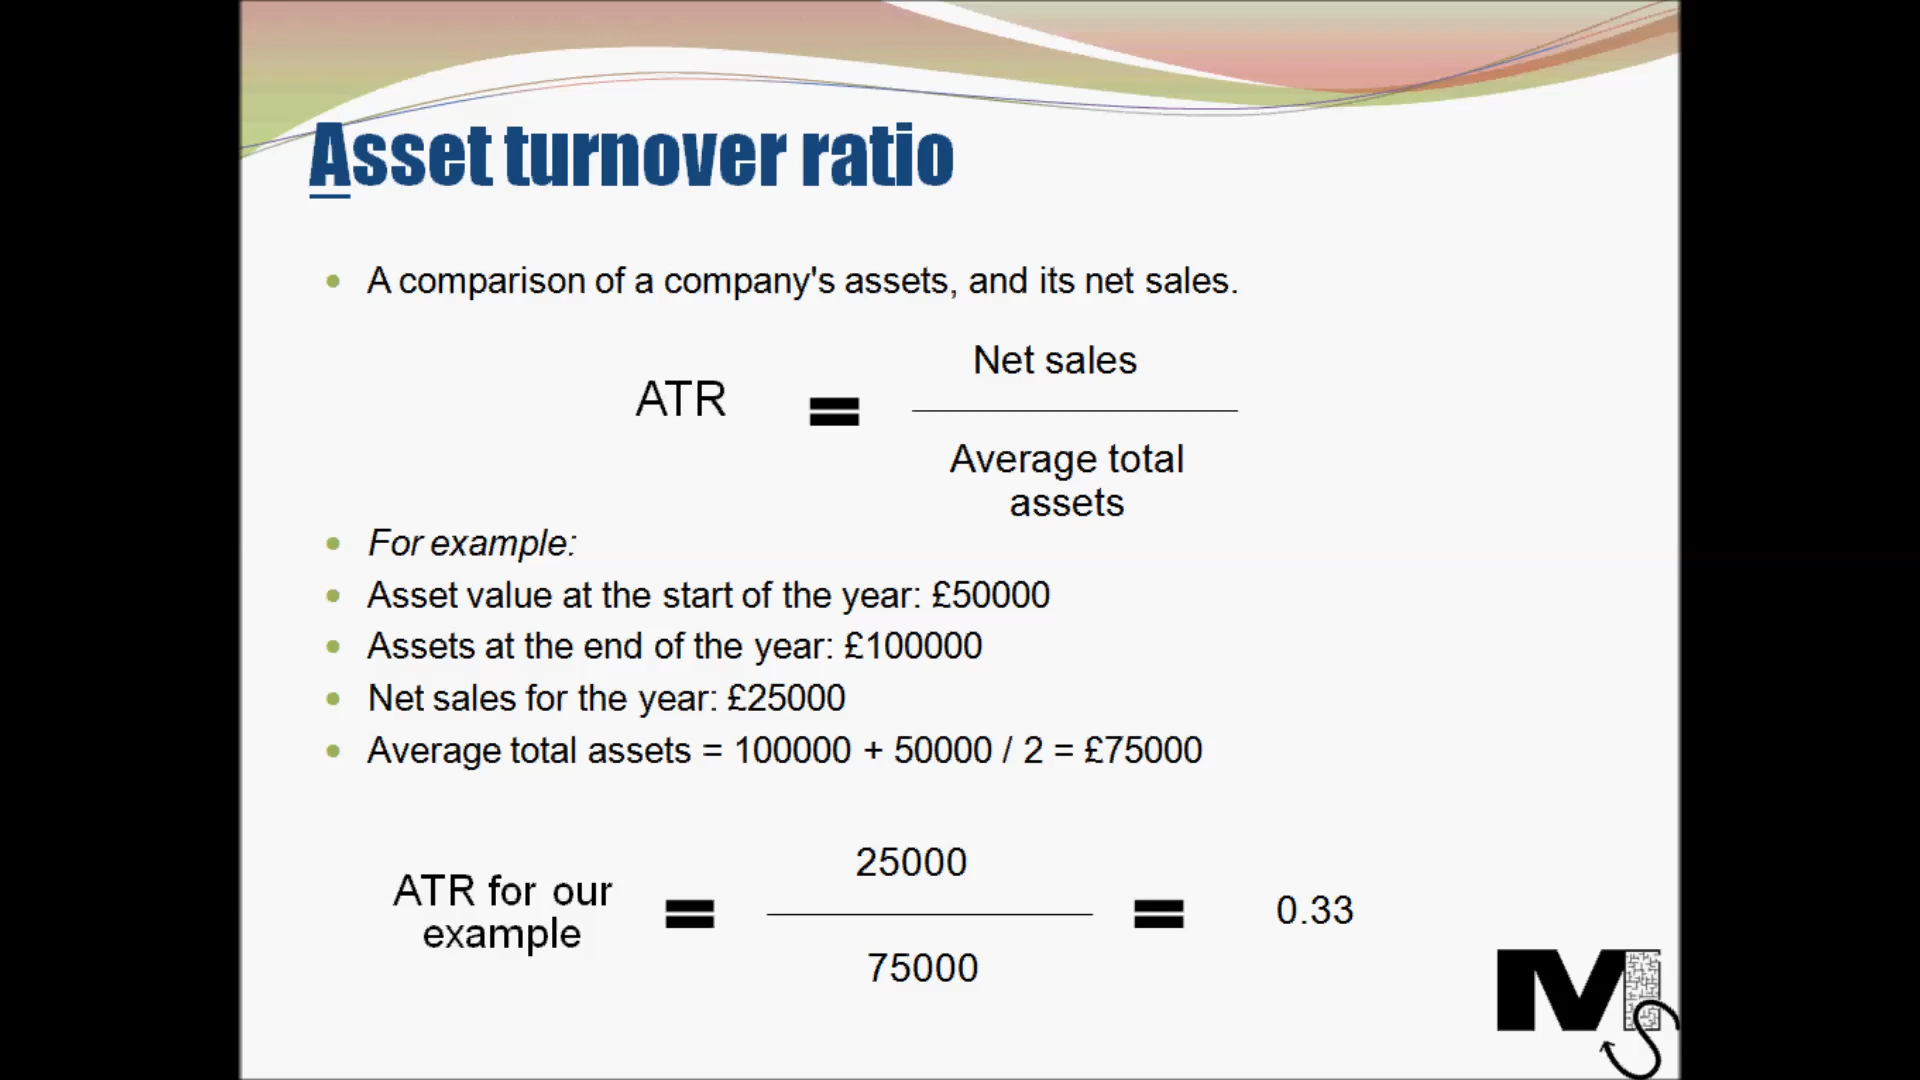 Asset turnover ratio
A comparison of a company's assets, and its net sales.
ATR = Net sales
Average total
assets
For example:
Asset value at the start of the year: £50000
Assets at the end of the year: £100000
Net sales for the year: £25000
Average total assets = 100000 + 50000 / 2 = £75000
ATR for our
example
= 25000
75000
= 0.33
MS